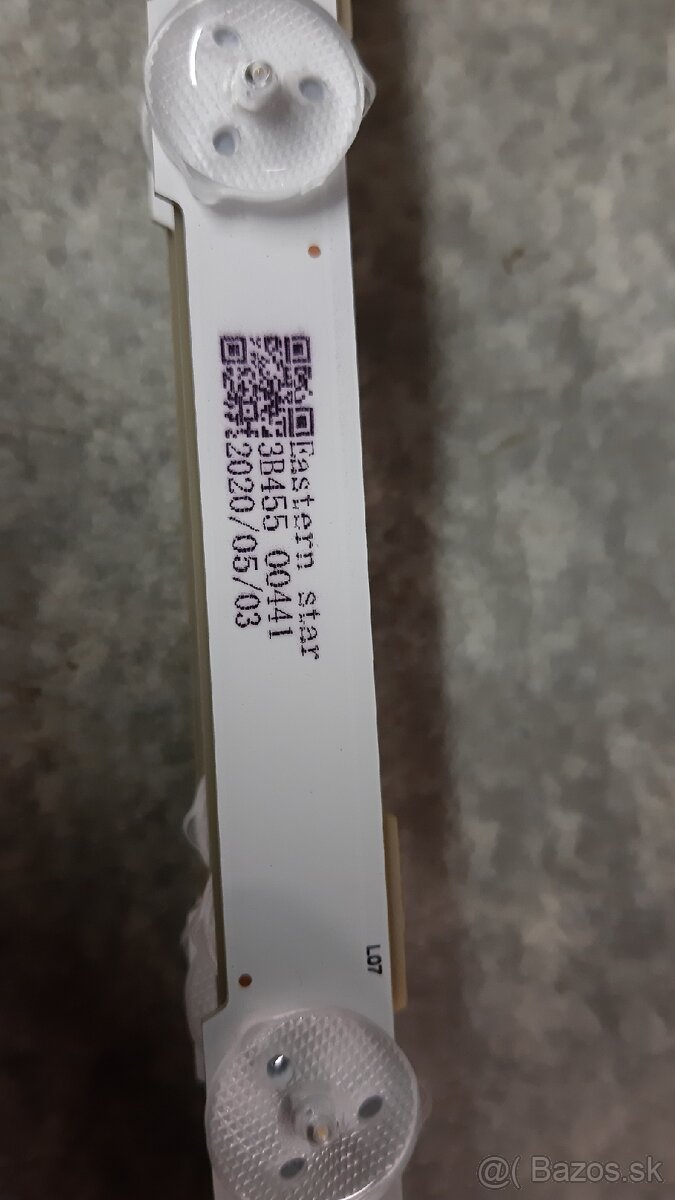 Eastern star
3B455 00441
2020/05/03
L07
@( Bazos.sk